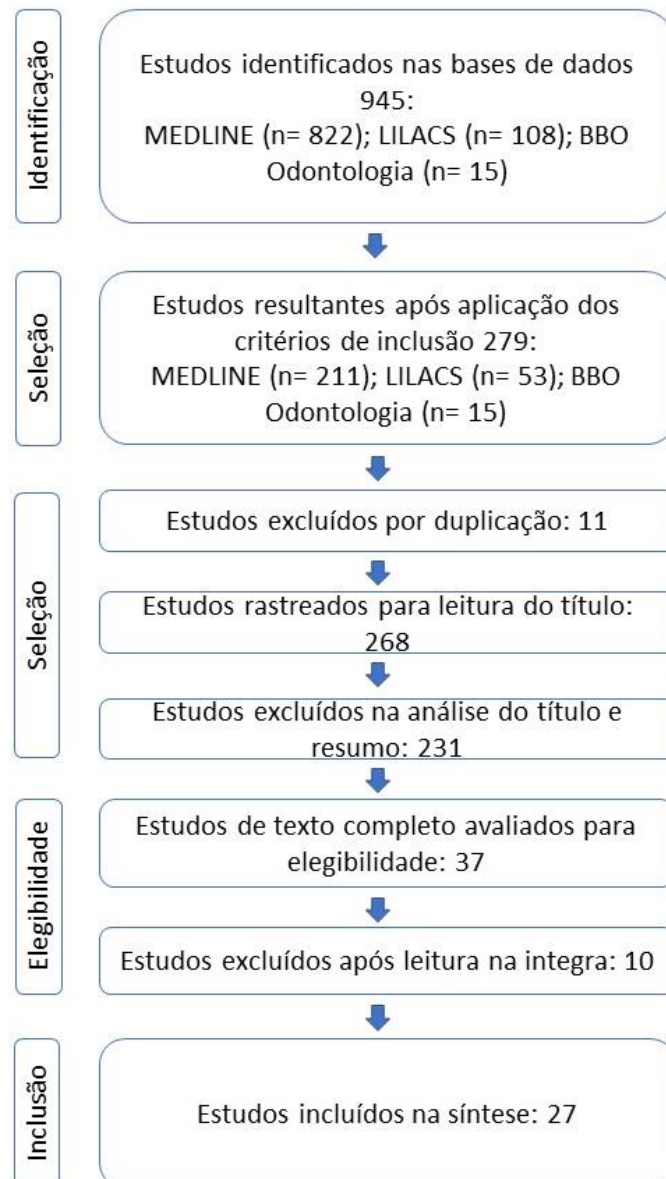 Identificação
Estudos identificados nas bases de dados
945:
MEDLINE (n= 822); LILACS (n= 108); BBO
Odontologia (n= 15)
Seleção
Estudos resultantes após aplicação dos
critérios de inclusão 279:
MEDLINE (n= 211); LILACS (n= 53); BBO
Odontologia (n= 15)
Seleção
Estudos excluídos por duplicação: 11
Estudos rastreados para leitura do título:
268
Estudos excluídos na análise do título e
resumo: 231
Elegibilidade
Estudos de texto completo avaliados para
elegibilidade: 37
Estudos excluídos após leitura na integra: 10
Inclusão
Estudos incluídos na síntese: 27